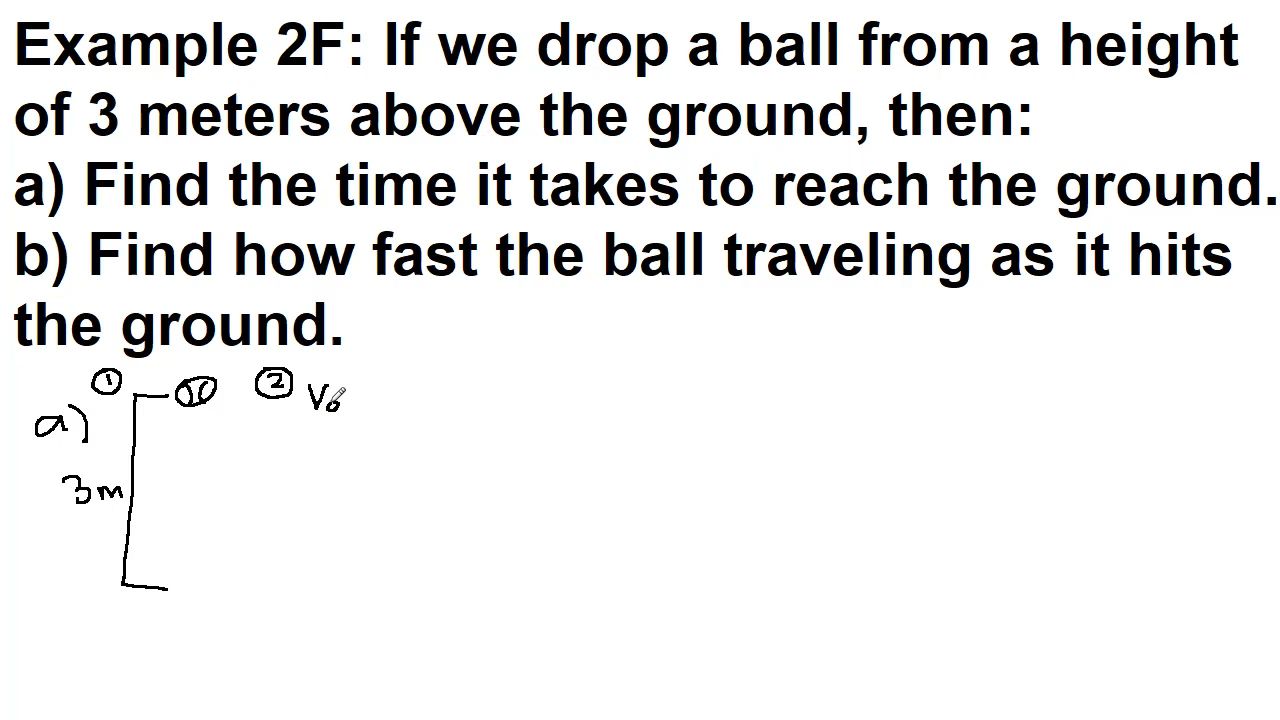 Example 2F: If we drop a ball from a height
of 3 meters above the ground, then:
a) Find the time it takes to reach the ground.
b) Find how fast the ball traveling as it hits
the ground.
① ② V₀
a)
3m